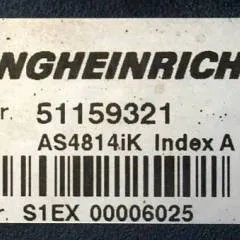 NGHEINRICH
r. 51159321
AS4814iK Index A
r S1EX 00006025